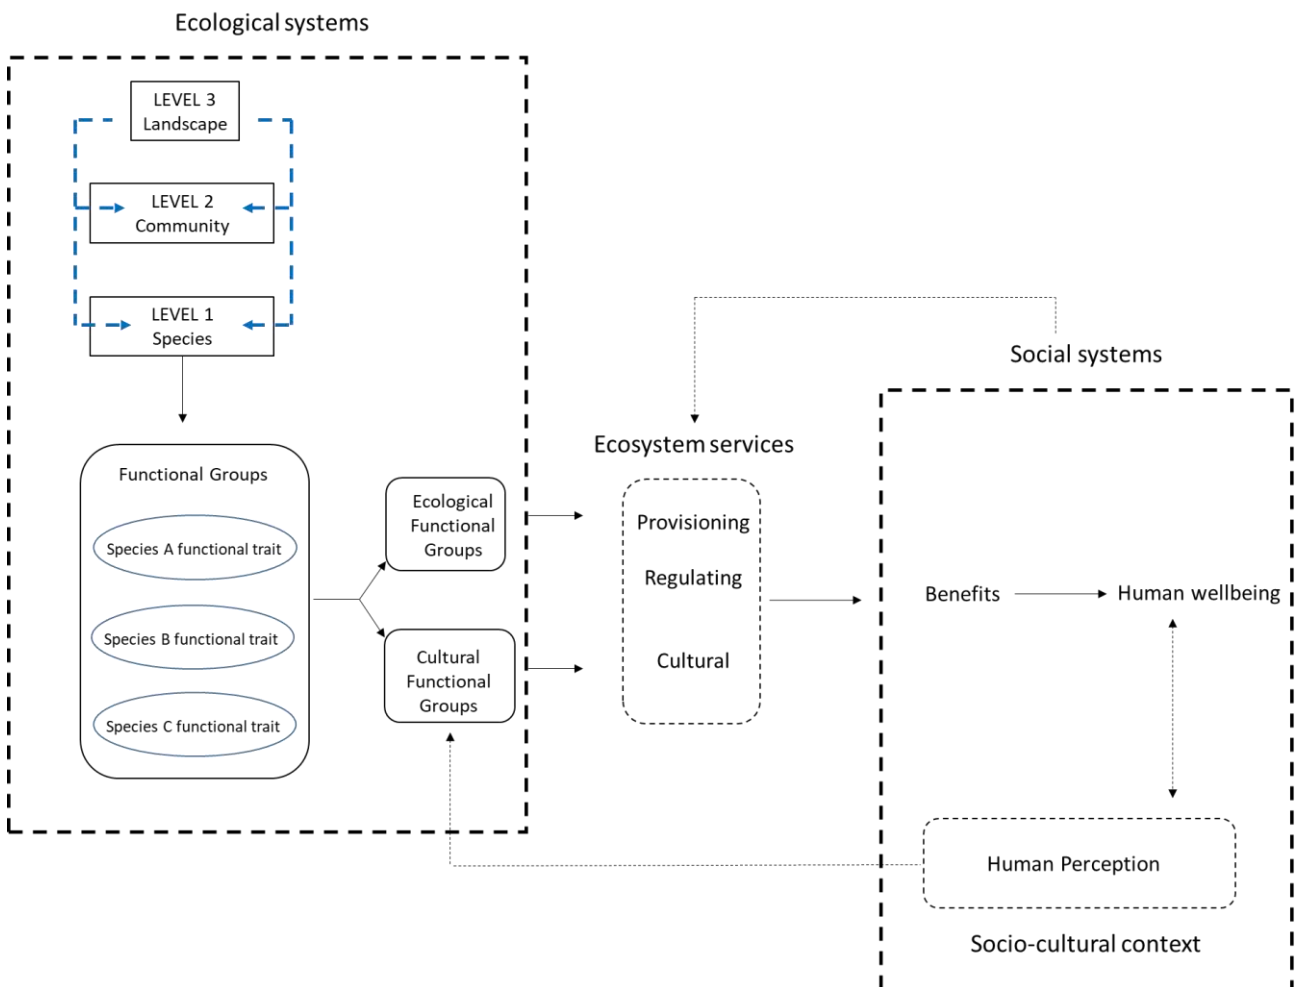 Ecological systems
LEVEL 3
Landscape
LEVEL 2
Community
LEVEL 1
Species
Functional Groups
Species A functional trait
Species B functional trait
Species C functional trait
Ecological
Functional
Groups
Cultural
Functional
Groups
Ecosystem services
Provisioning
Regulating
Cultural
Social systems
Benefits
Human wellbeing
Human Perception
Socio-cultural context